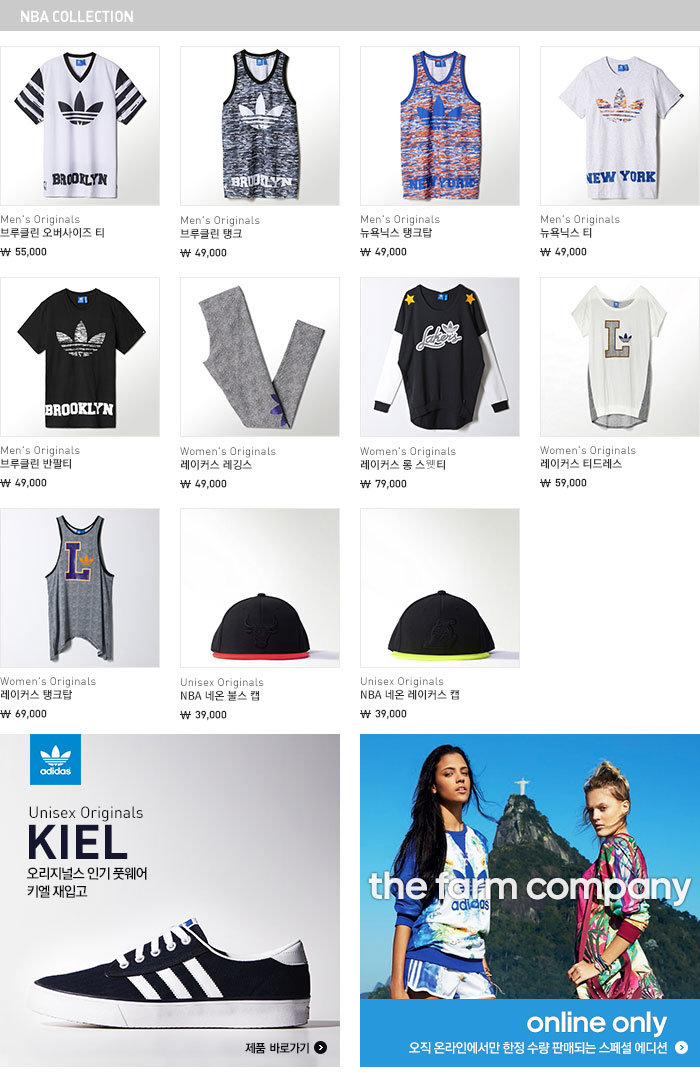 NBA COLLECTION
BROOKLYN
BROOKLYN
NEW YORK
NEW YORK
Men's Originals
브루클린 오버사이즈 티
₩ 55,000
Men's Originals
브루클린 탱크
₩ 49,000
Men's Originals
뉴욕닉스 탱크탑
₩ 49,000
Men's Originals
뉴욕닉스 티
₩ 49,000
BROOKLYN
Lakers
L
Men's Originals
브루클린 반팔티
₩ 49,000
Women's Originals
레이커스 레깅스
₩ 49,000
Women's Originals
레이커스 롱 스웻티
₩ 79,000
Women's Originals
레이커스 티드레스
₩ 59,000
L
Women's Originals
레이커스 탱크탑
₩ 69,000
Unisex Originals
NBA 네온 불스 캡
₩ 39,000
Unisex Originals
NBA 네온 레이커스 캡
₩ 39,000
adidas
Unisex Originals
KIEL
오리지널스 인기 풋웨어
키엘 재입고
제품 바로가기
the farm company
adidas
online only
오직 온라인에서만 한정 수량 판매되는 스페셜 에디션